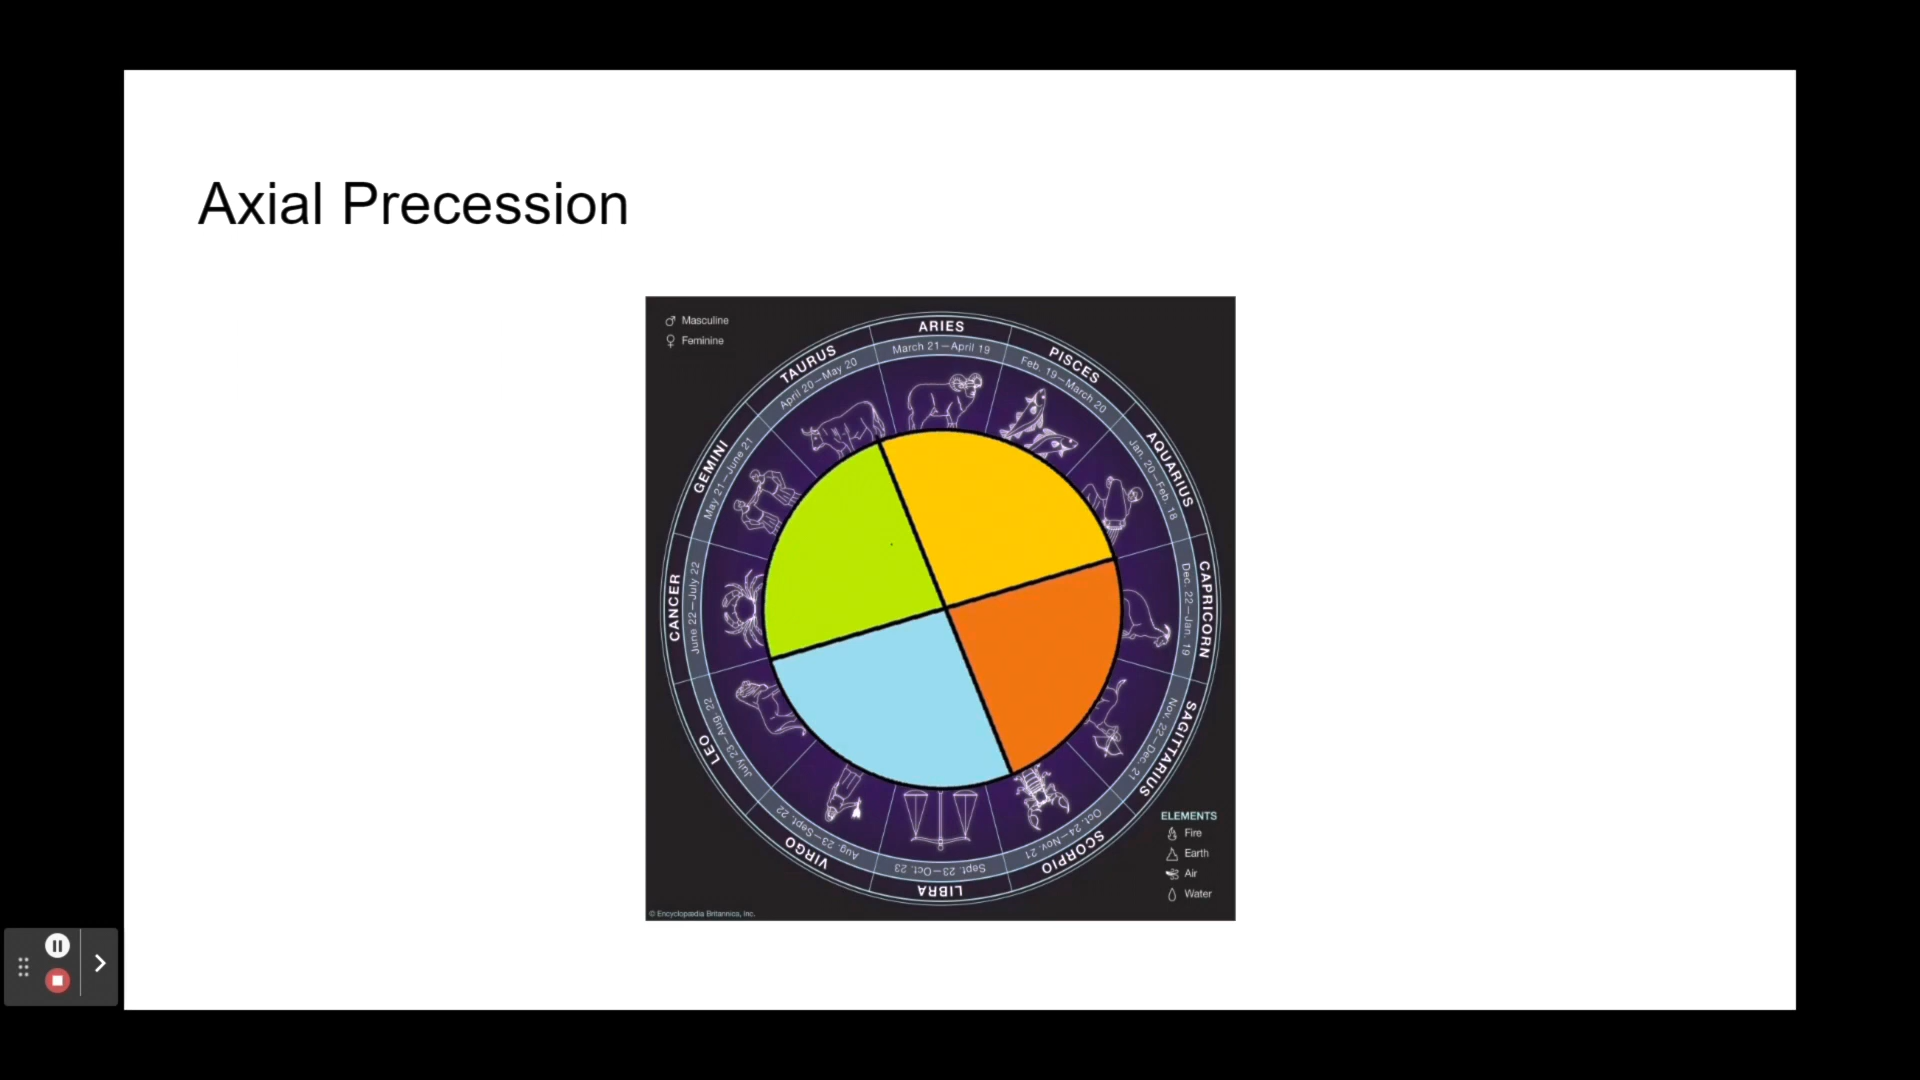 Axial Precession
Masculine
Feminine
ARIES
March 21—April 19
PISCES
Feb. 19—March 20
AQUARIUS
Jan. 20—Feb. 18
CAPRICORN
Dec. 22—Jan. 19
SAGITTARIUS
Nov. 22—Dec. 21
SCORPIO
Oct. 24—Nov. 21
LIBRA
Sept. 23—Oct. 23
VIRGO
Aug. 23—Sept. 22
LEO
July 23—Aug. 22
CANCER
June 22—July 22
GEMINI
May 21—June 21
TAURUS
April 20—May 20
ELEMENTS
Fire
Earth
Air
Water
© Encyclopædia Britannica, Inc.